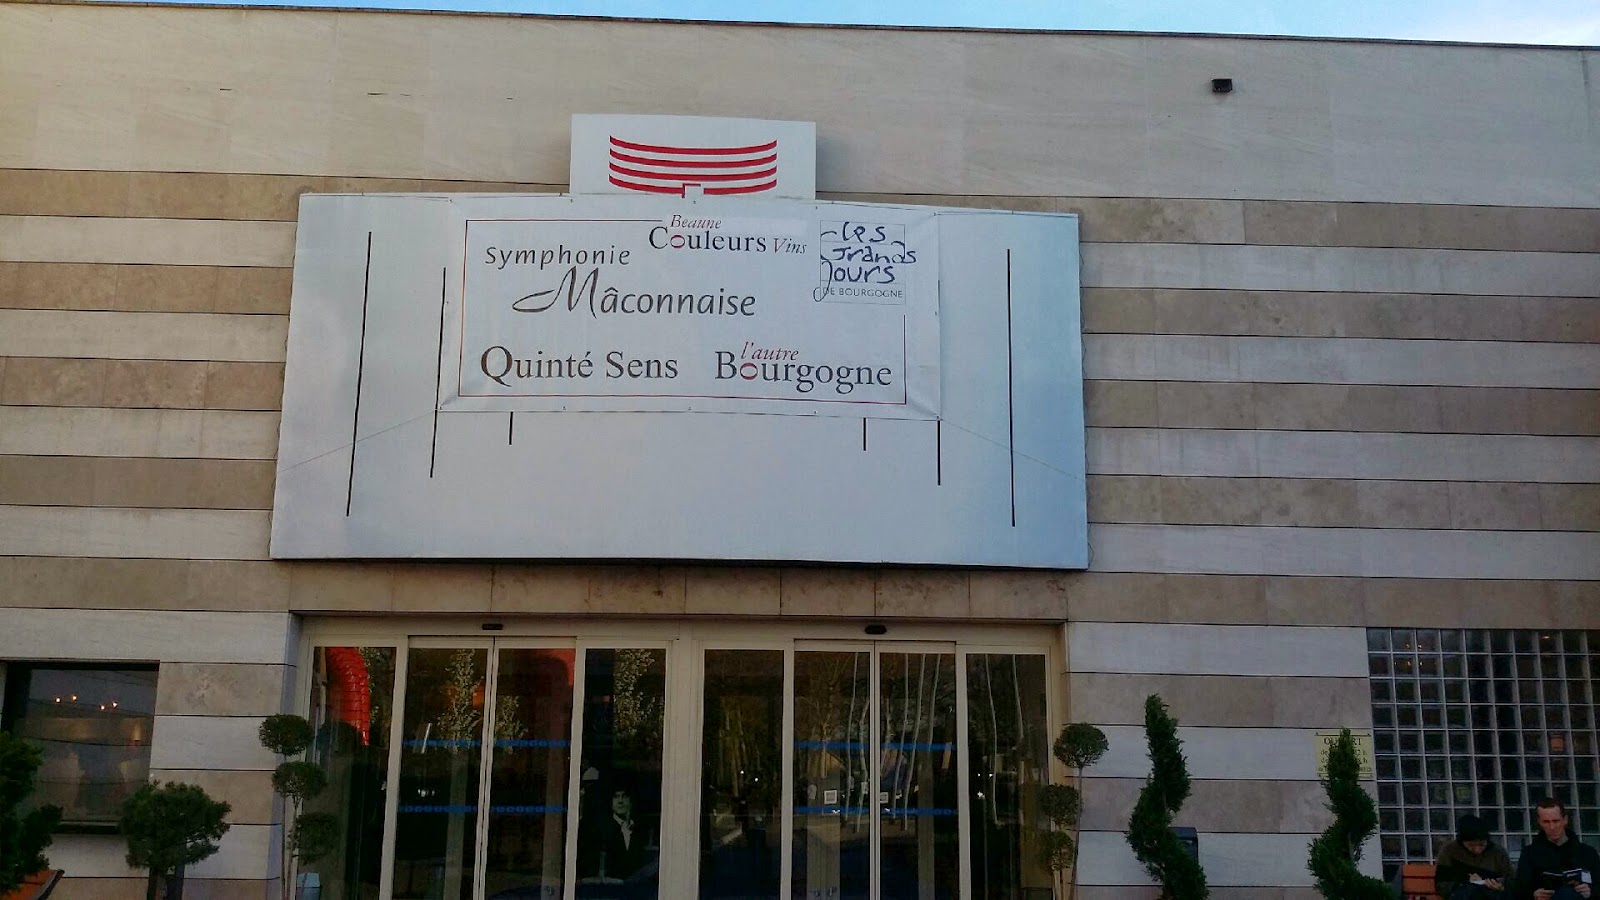 Beaune
Couleurs Vins
Symphonie
Mâconnaise
Les
Grands
Jours
DE BOURGOGNE
Quinté Sens
l'autre
Bourgogne